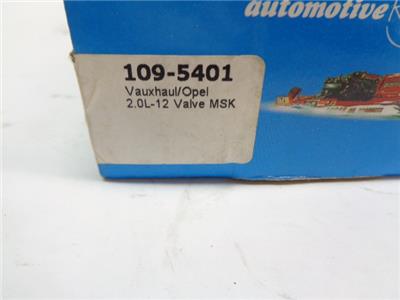 automotive
109-5401
Vauxhaul/Opel
2.0L-12 Valve MSK